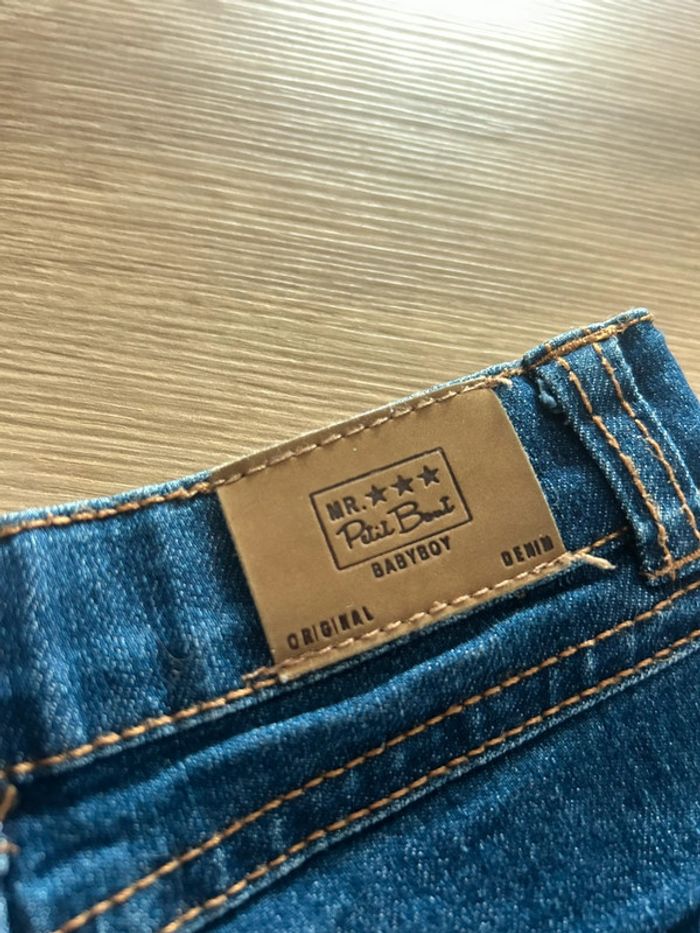 MR. ★★★
Petit Bout
BABYBOY
ORIGINAL DENIM